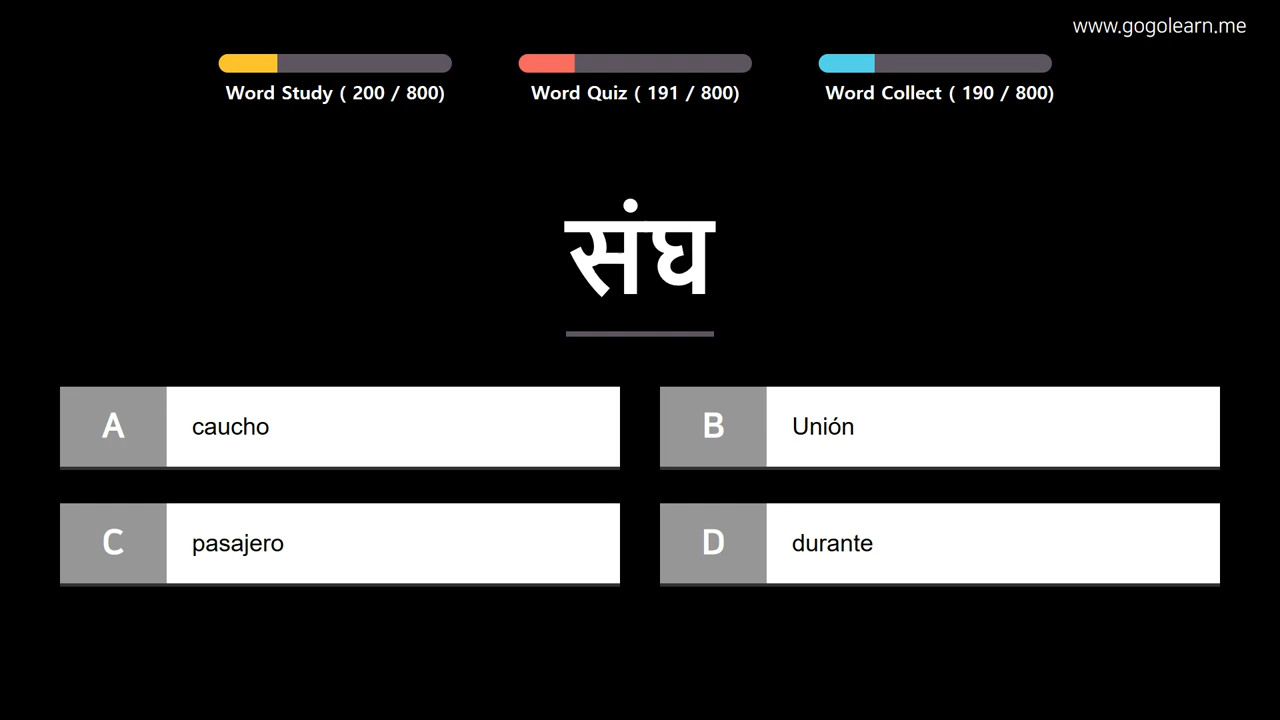 www.gogolearn.me
Word Study ( 200 / 800)
Word Quiz ( 191 / 800)
Word Collect ( 190 / 800)
संघ
A
caucho
B
Unión
C
pasajero
D
durante